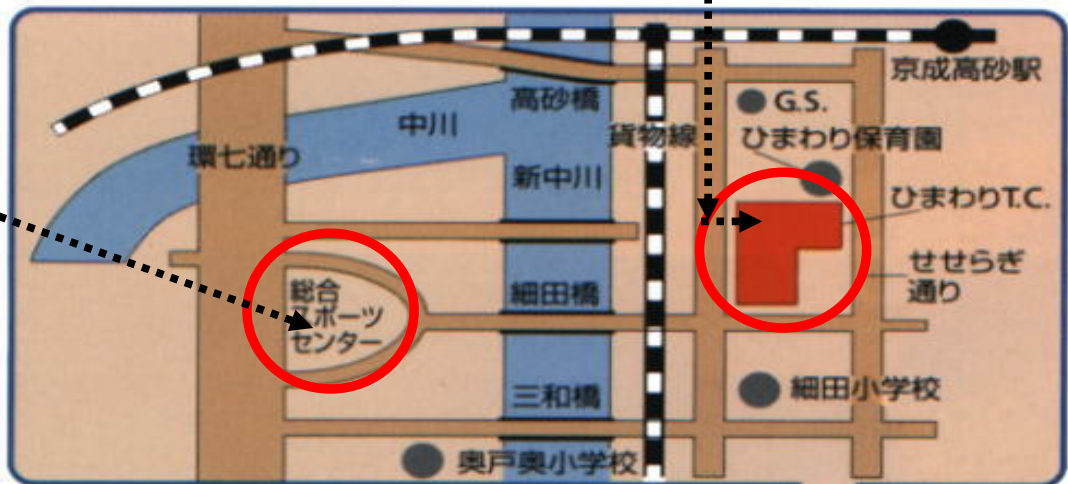 京成高砂駅
高砂橋
G.S.
中川
貨物線
ひまわり保育園
環七通り
新中川
ひまわりT.C.
せせらぎ
通り
総合
スポーツ
センター
細田橋
三和橋
細田小学校
奥戸奥小学校